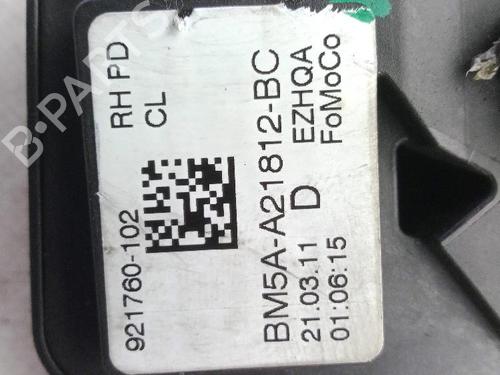 RH PD
CL
921760-102
BM5A-A21812-BC
21.03.11 D EZHQA
01:06:15 FoMoCo
B-PARTS